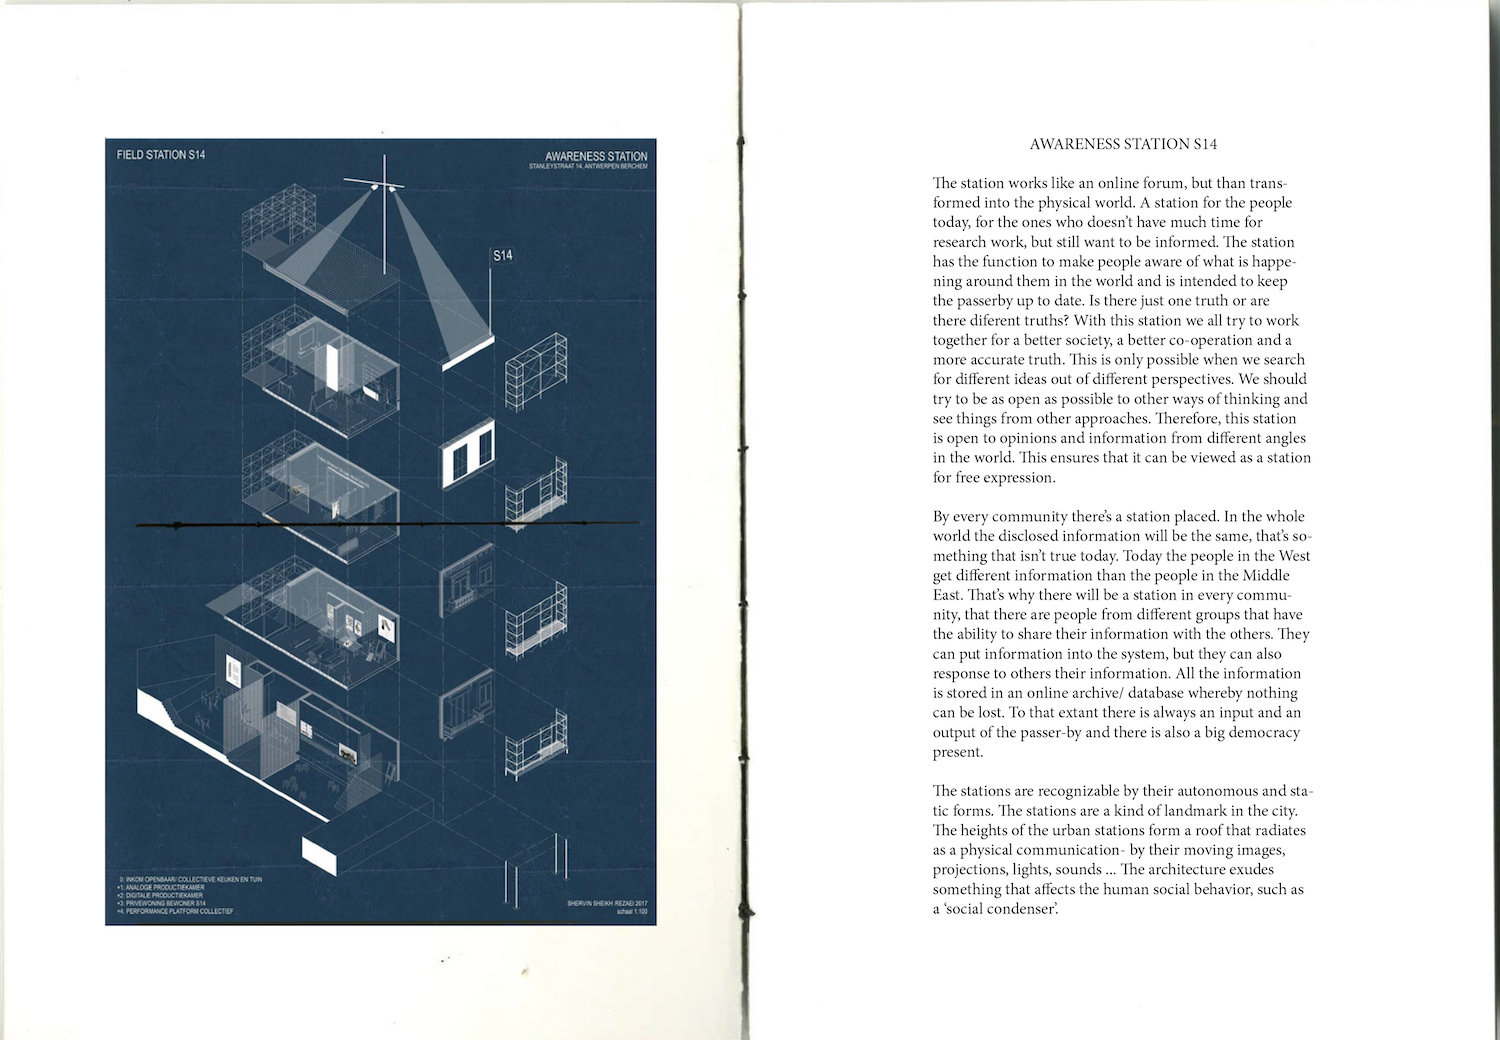 FIELD STATION S14
AWARENESS STATION
STANLEYSTRAAT 14, ANTWERPEN BERCHEM
S14
0: INKOM OPENBAAR/ COLLECTIEVE KEUKEN EN TUIN
+1: ANALOGE PRODUCTIEKAMER
+2: DIGITALE PRODUCTIEKAMER
+3: PRIVEWONING BEWONER S14
+4: PERFORMANCE PLATFORM COLLECTIEF
SHERVIN SHEIKH REZAEI 2017
schaal 1:100
AWARENESS STATION S14
The station works like an online forum, but than trans-
formed into the physical world. A station for the people
today, for the ones who doesn't have much time for
research work, but still want to be informed. The station
has the function to make people aware of what is happe-
ning around them in the world and is intended to keep
the passerby up to date. Is there just one truth or are
there diferent truths? With this station we all try to work
together for a better society, a better co-operation and a
more accurate truth. This is only possible when we search
for different ideas out of different perspectives. We should
try to be as open as possible to other ways of thinking and
see things from other approaches. Therefore, this station
is open to opinions and information from different angles
in the world. This ensures that it can be viewed as a station
for free expression.
By every community there's a station placed. In the whole
world the disclosed information will be the same, that's so-
mething that isn't true today. Today the people in the West
get different information than the people in the Middle
East. That's why there will be a station in every commu-
nity, that there are people from different groups that have
the ability to share their information with the others. They
can put information into the system, but they can also
response to others their information. All the information
is stored in an online archive/ database whereby nothing
can be lost. To that extant there is always an input and an
output of the passer-by and there is also a big democracy
present.
The stations are recognizable by their autonomous and sta-
tic forms. The stations are a kind of landmark in the city.
The heights of the urban stations form a roof that radiates
as a physical communication- by their moving images,
projections, lights, sounds ... The architecture exudes
something that affects the human social behavior, such as
a 'social condenser'.